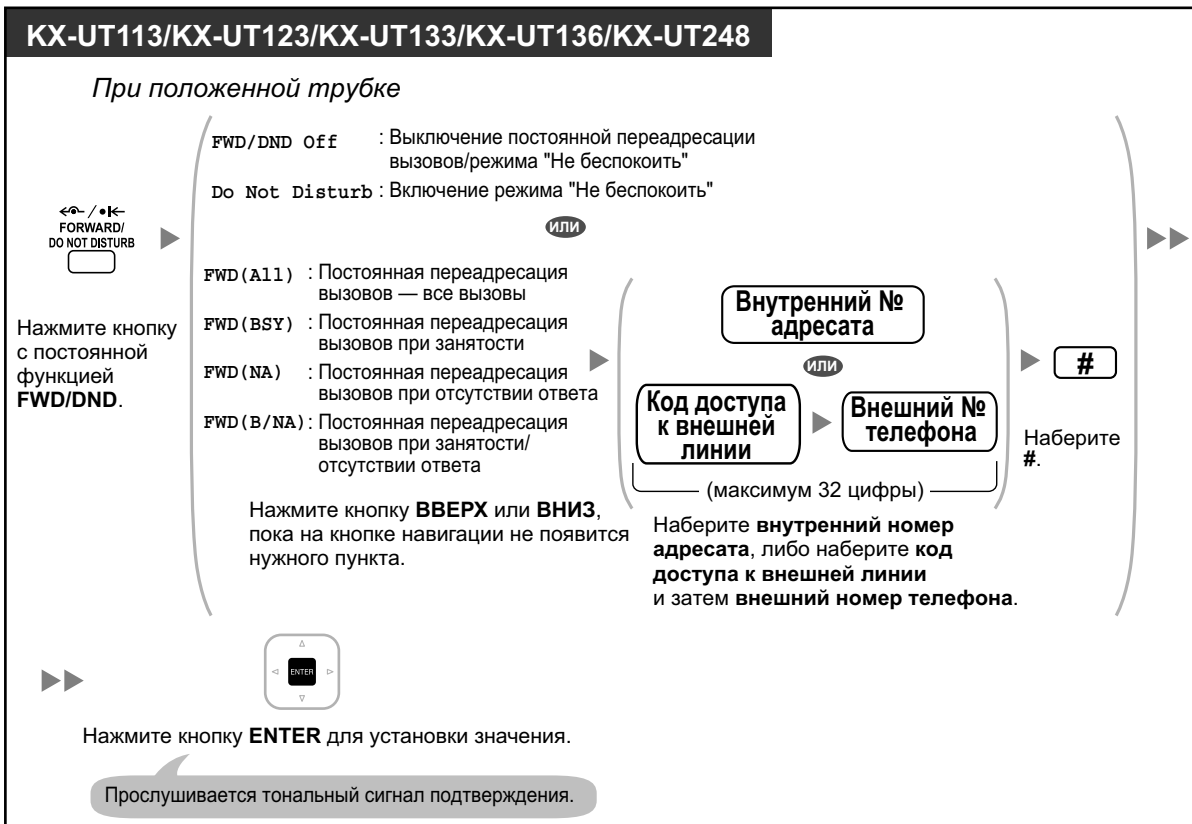 KX-UT113/KX-UT123/KX-UT133/KX-UT136/KX-UT248
При положенной трубке
FORWARD/
DO NOT DISTURB
Нажмите кнопку
с постоянной
функцией
FWD/DND.
FWD/DND Off : Выключение постоянной переадресации
вызовов/режима "Не беспокоить"
Do Not Disturb : Включение режима "Не беспокоить"
или
FWD(All) : Постоянная переадресация
вызовов — все вызовы
FWD(BSY) : Постоянная переадресация
вызовов при занятости
FWD(NA) : Постоянная переадресация
вызовов при отсутствии ответа
FWD(B/NA): Постоянная переадресация
вызовов при занятости/
отсутствии ответа
Нажмите кнопку ВВЕРХ или ВНИЗ,
пока на кнопке навигации не появится
нужного пункта.
Внутренний №
адресата
или
Код доступа
к внешней
линии
Внешний №
телефона
(максимум 32 цифры)
Наберите внутренний номер
адресата, либо наберите код
доступа к внешней линии
и затем внешний номер телефона.
#
Наберите
#.
ENTER
Нажмите кнопку ENTER для установки значения.
Прослушивается тональный сигнал подтверждения.